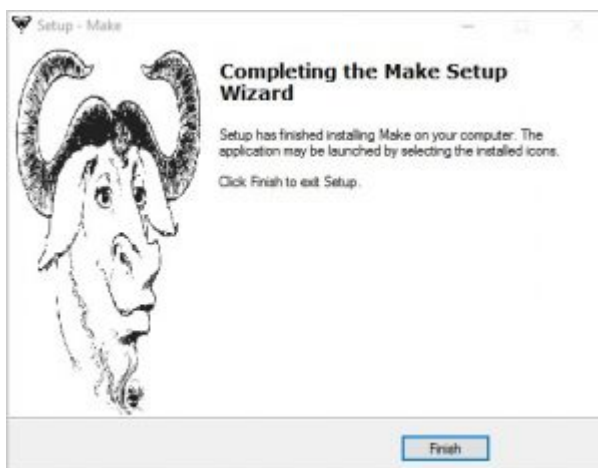 Setup - Make
Completing the Make Setup
Wizard
Setup has finished installing Make on your computer. The
application may be launched by selecting the installed icons.
Click Finish to exit Setup.
Finish